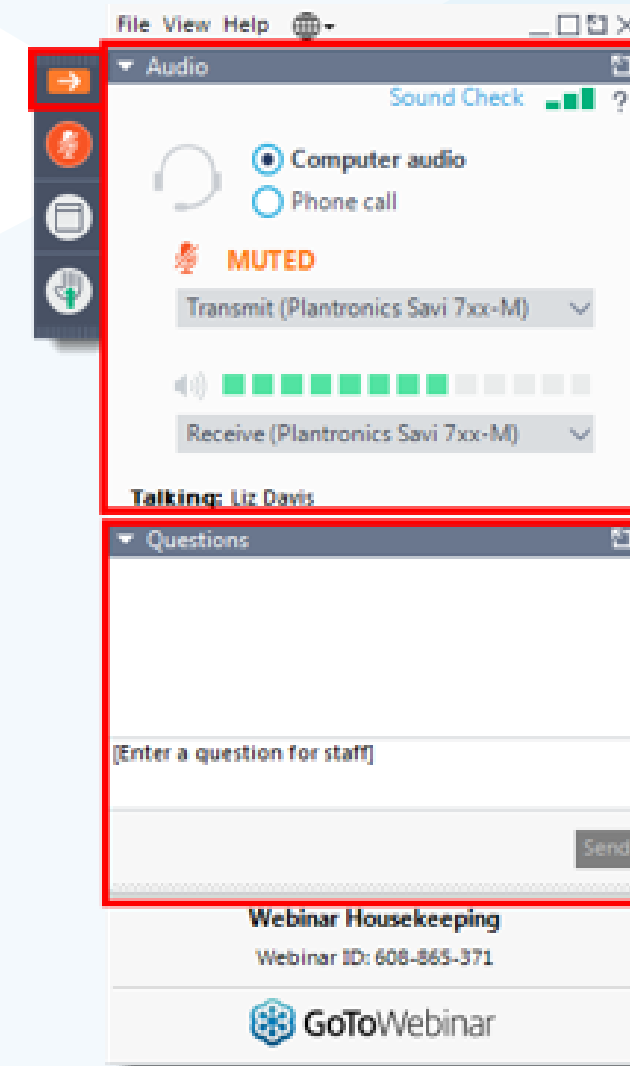 File View Help
Audio
Sound Check ?
Computer audio
Phone call
MUTED
Transmit (Plantronics Savi 7xx-M)
Receive (Plantronics Savi 7xx-M)
Talking: Liz Davis
Questions
[Enter a question for staff]
Send
Webinar Housekeeping
Webinar ID: 608-865-371
GoToWebinar